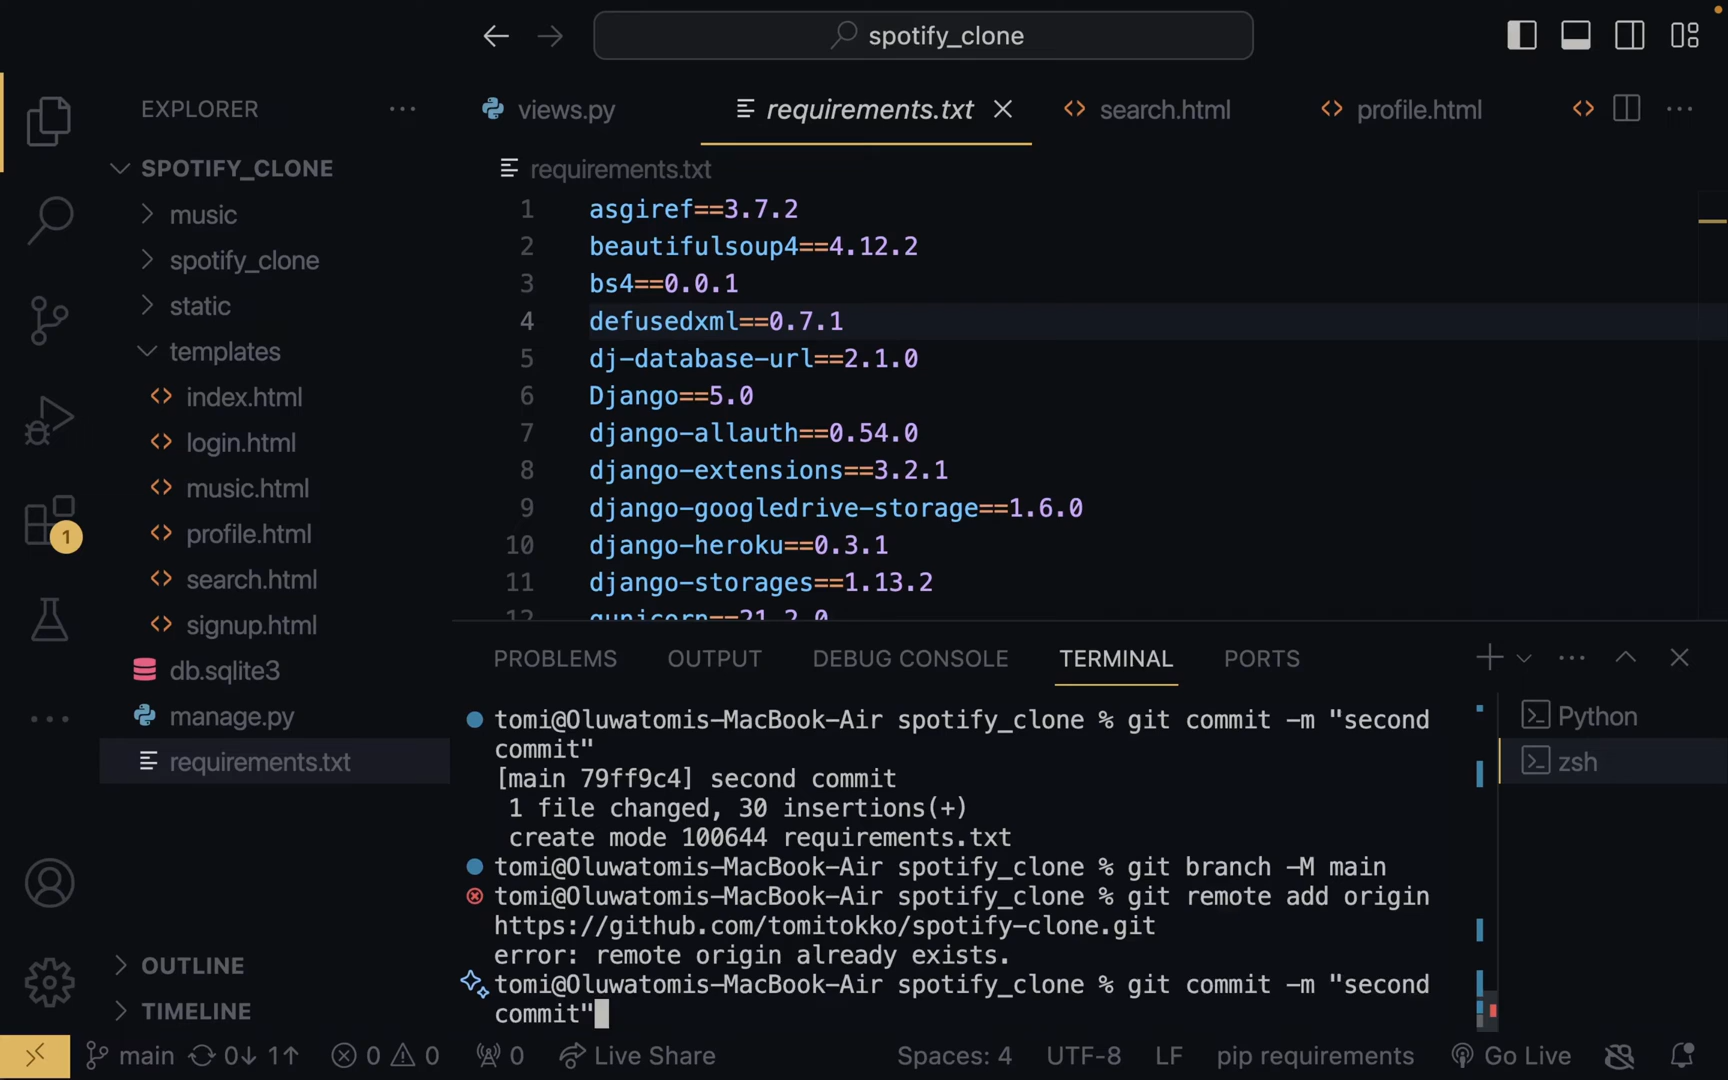 spotify_clone
EXPLORER
SPOTIFY_CLONE
music
spotify_clone
static
templates
index.html
login.html
music.html
profile.html
search.html
signup.html
db.sqlite3
manage.py
requirements.txt
OUTLINE
TIMELINE
1
views.py
requirements.txt
search.html
profile.html
requirements.txt
1 asgiref==3.7.2
2 beautifulsoup4==4.12.2
3 bs4==0.0.1
4 defusedxml==0.7.1
5 dj-database-url==2.1.0
6 Django==5.0
7 django-allauth==0.54.0
8 django-extensions==3.2.1
9 django-googledrive-storage==1.6.0
10 django-heroku==0.3.1
11 django-storages==1.13.2
12 gunicorn==21.2.0
PROBLEMS OUTPUT DEBUG CONSOLE TERMINAL PORTS
tomi@Oluwatomis-MacBook-Air spotify_clone % git commit -m "second
commit"
[main 79ff9c4] second commit
1 file changed, 30 insertions(+)
create mode 100644 requirements.txt
tomi@Oluwatomis-MacBook-Air spotify_clone % git branch -M main
tomi@Oluwatomis-MacBook-Air spotify_clone % git remote add origin
https://github.com/tomitokko/spotify-clone.git
error: remote origin already exists.
tomi@Oluwatomis-MacBook-Air spotify_clone % git commit -m "second
commit"
Python
zsh
main 0↓ 1↑ 0 0 0 Live Share Spaces: 4 UTF-8 LF pip requirements Go Live